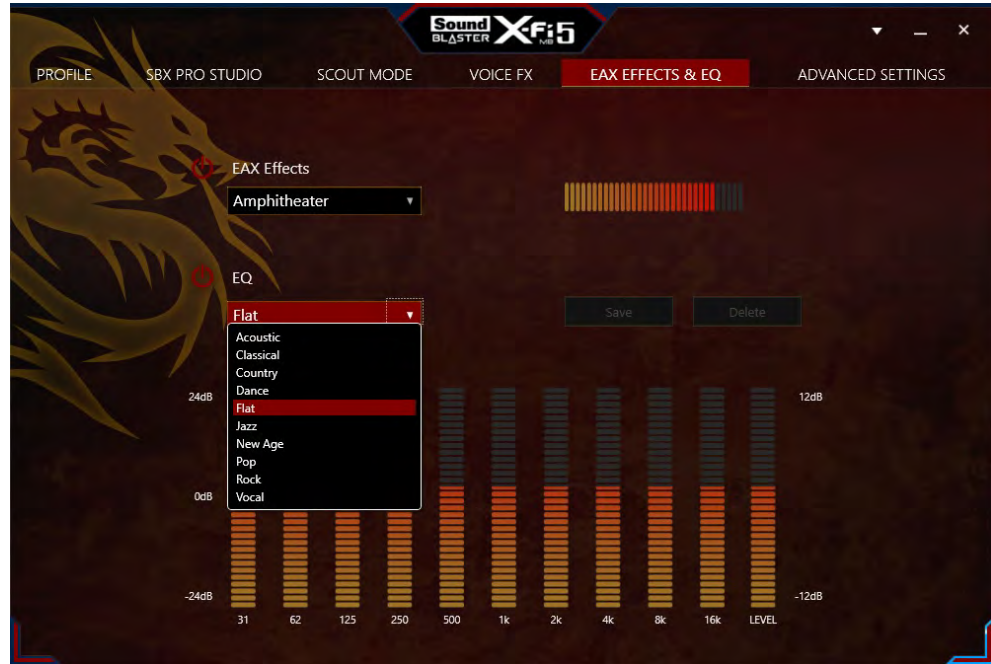 Sound BLASTER X-Fi MB 5
PROFILE SBX PRO STUDIO SCOUT MODE VOICE FX EAX EFFECTS & EQ ADVANCED SETTINGS
EAX Effects
Amphitheater
EQ
Flat
Save Delete
Acoustic
Classical
Country
Dance
Flat
Jazz
New Age
Pop
Rock
Vocal
24dB 12dB
0dB
-24dB -12dB
31 62 125 250 500 1k 2k 4k 8k 16k LEVEL